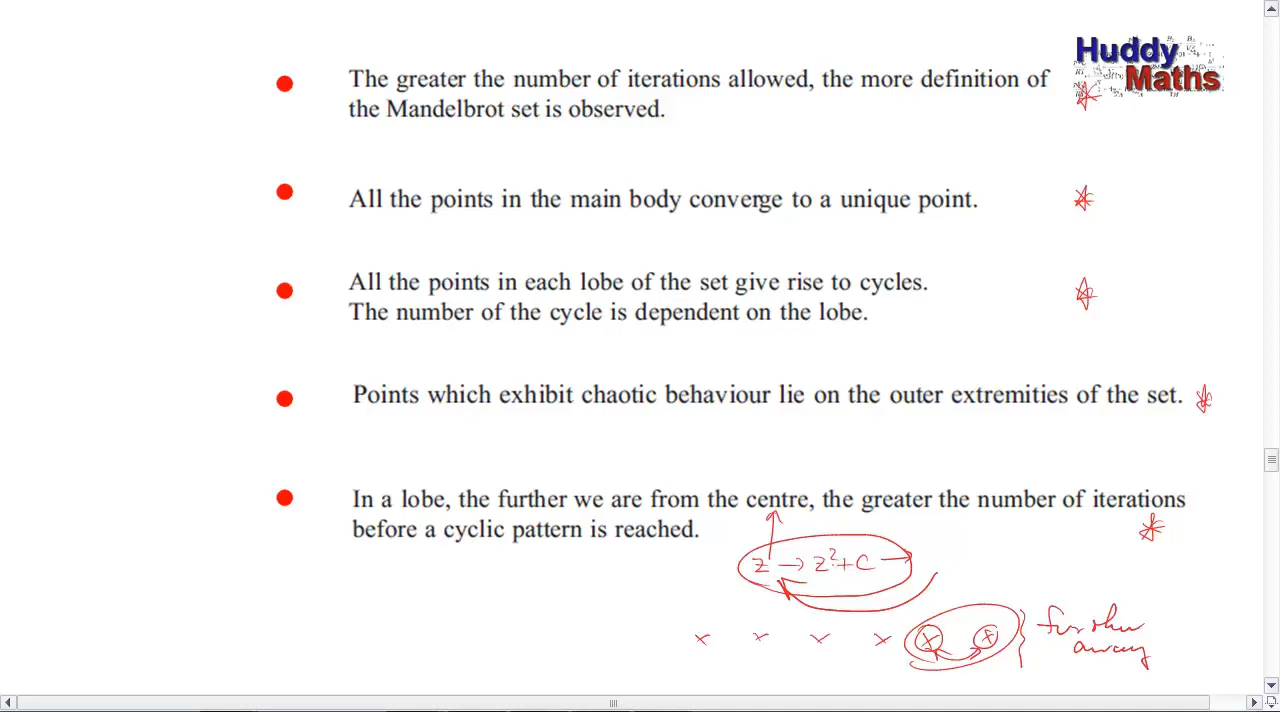 Huddy
Maths
The greater the number of iterations allowed, the more definition of
the Mandelbrot set is observed.
All the points in the main body converge to a unique point.
All the points in each lobe of the set give rise to cycles.
The number of the cycle is dependent on the lobe.
Points which exhibit chaotic behaviour lie on the outer extremities of the set.
In a lobe, the further we are from the centre, the greater the number of iterations
before a cyclic pattern is reached.
z → z²+c →
x x x x x x } further
away